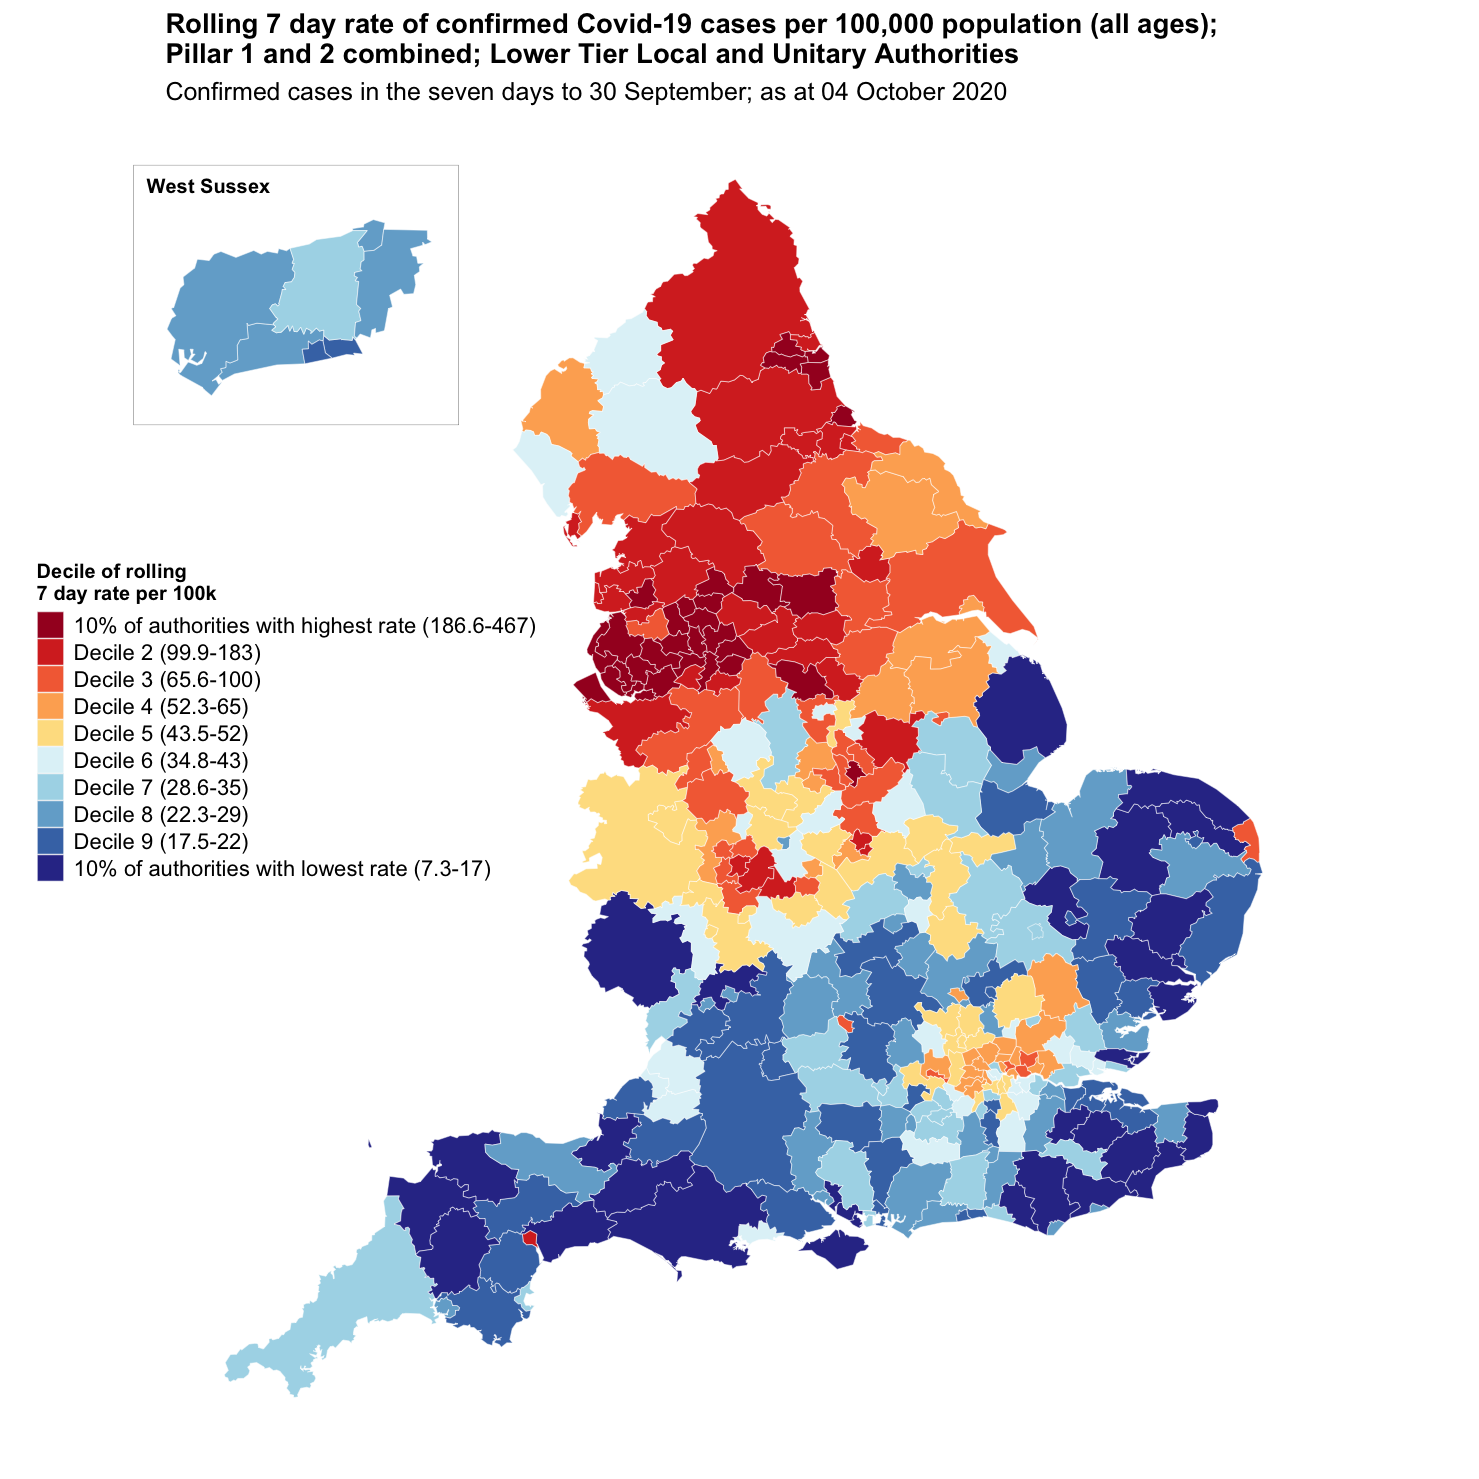 Rolling 7 day rate of confirmed Covid-19 cases per 100,000 population (all ages);
Pillar 1 and 2 combined; Lower Tier Local and Unitary Authorities
Confirmed cases in the seven days to 30 September; as at 04 October 2020
West Sussex
Decile of rolling
7 day rate per 100k
10% of authorities with highest rate (186.6-467)
Decile 2 (99.9-183)
Decile 3 (65.6-100)
Decile 4 (52.3-65)
Decile 5 (43.5-52)
Decile 6 (34.8-43)
Decile 7 (28.6-35)
Decile 8 (22.3-29)
Decile 9 (17.5-22)
10% of authorities with lowest rate (7.3-17)